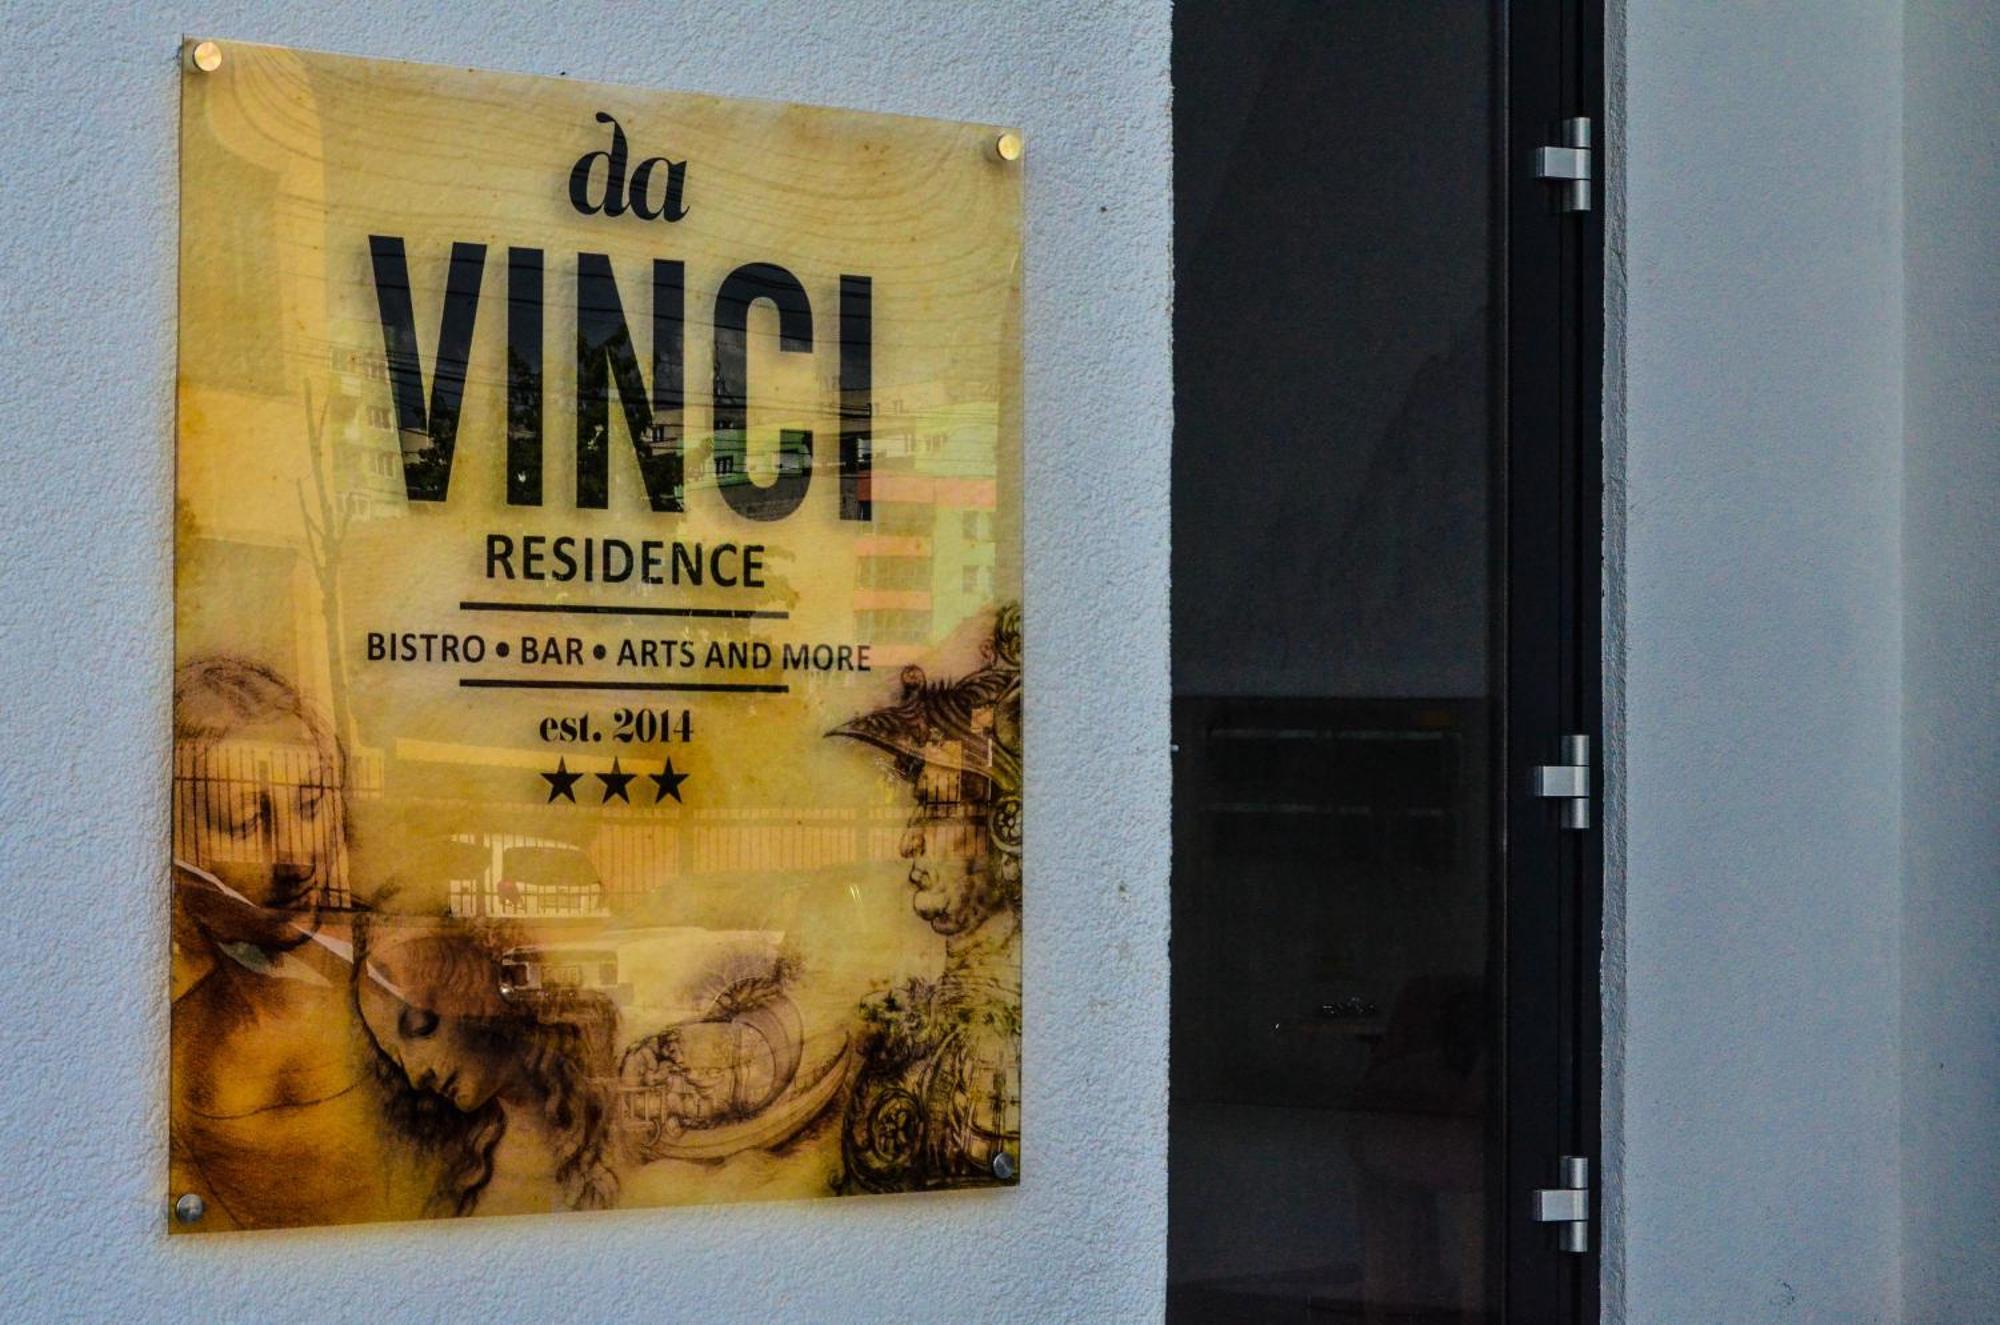 da
VINCI
RESIDENCE
BISTRO • BAR • ARTS AND MORE
est. 2014
★★★